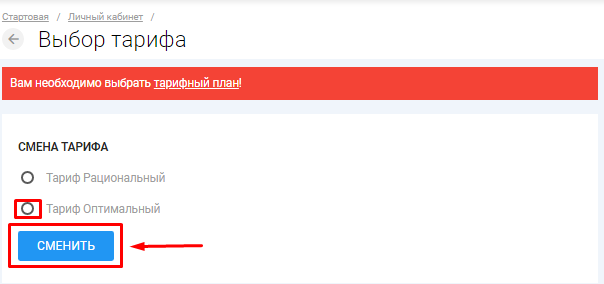 Стартовая / Личный кабинет /
Выбор тарифа
Вам необходимо выбрать тарифный план!
СМЕНА ТАРИФА
Тариф Рациональный
Тариф Оптимальный
СМЕНИТЬ